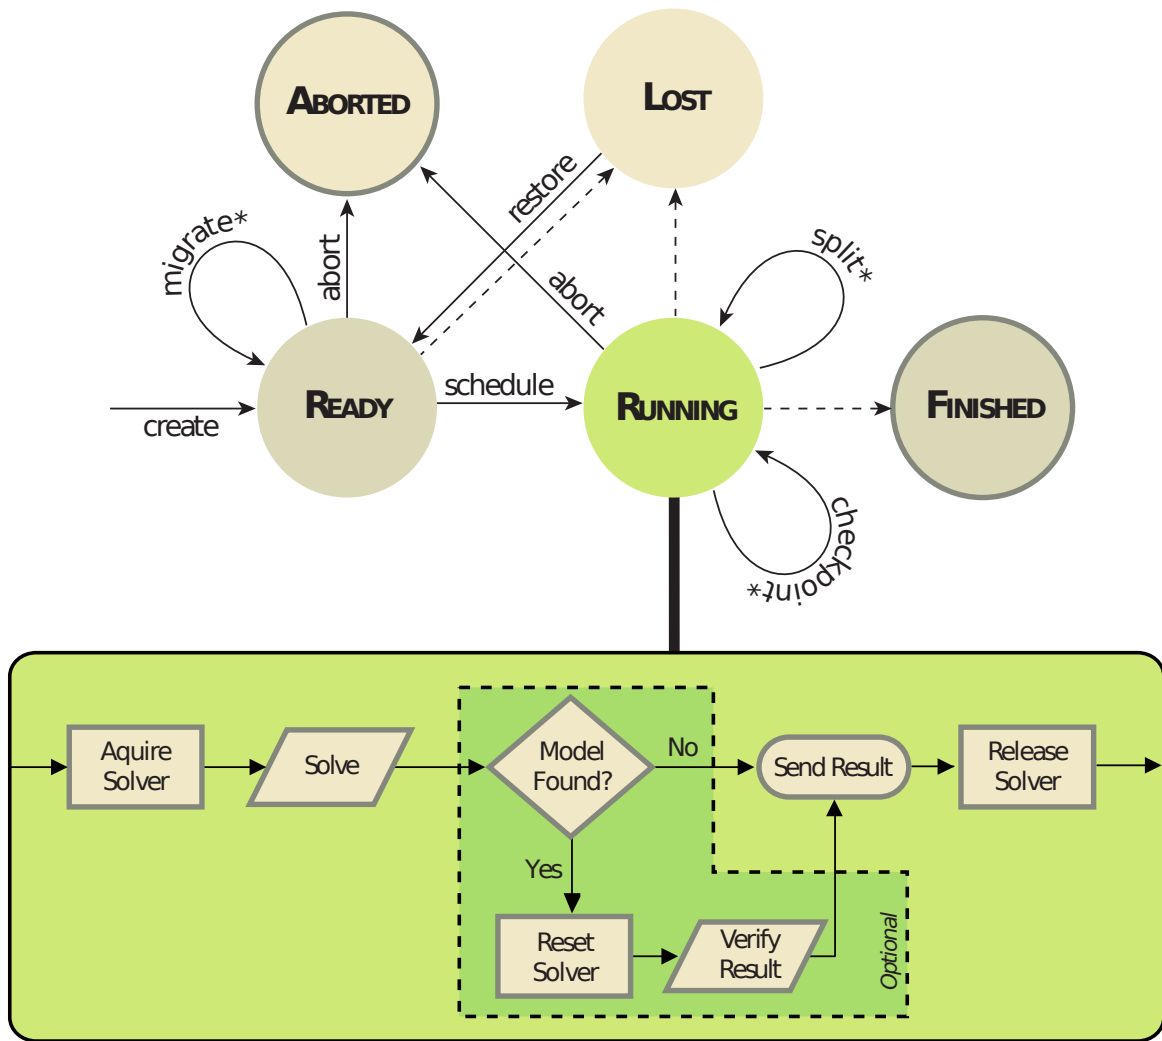 ABORTED
LOST
restore
migrate*
abort
abort
split*
schedule
READY
RUNNING
FINISHED
create
checkpoint*
Aquire
Solver
Solve
Model
Found?
No
Send Result
Release
Solver
Yes
Reset
Solver
Verify
Result
Optional